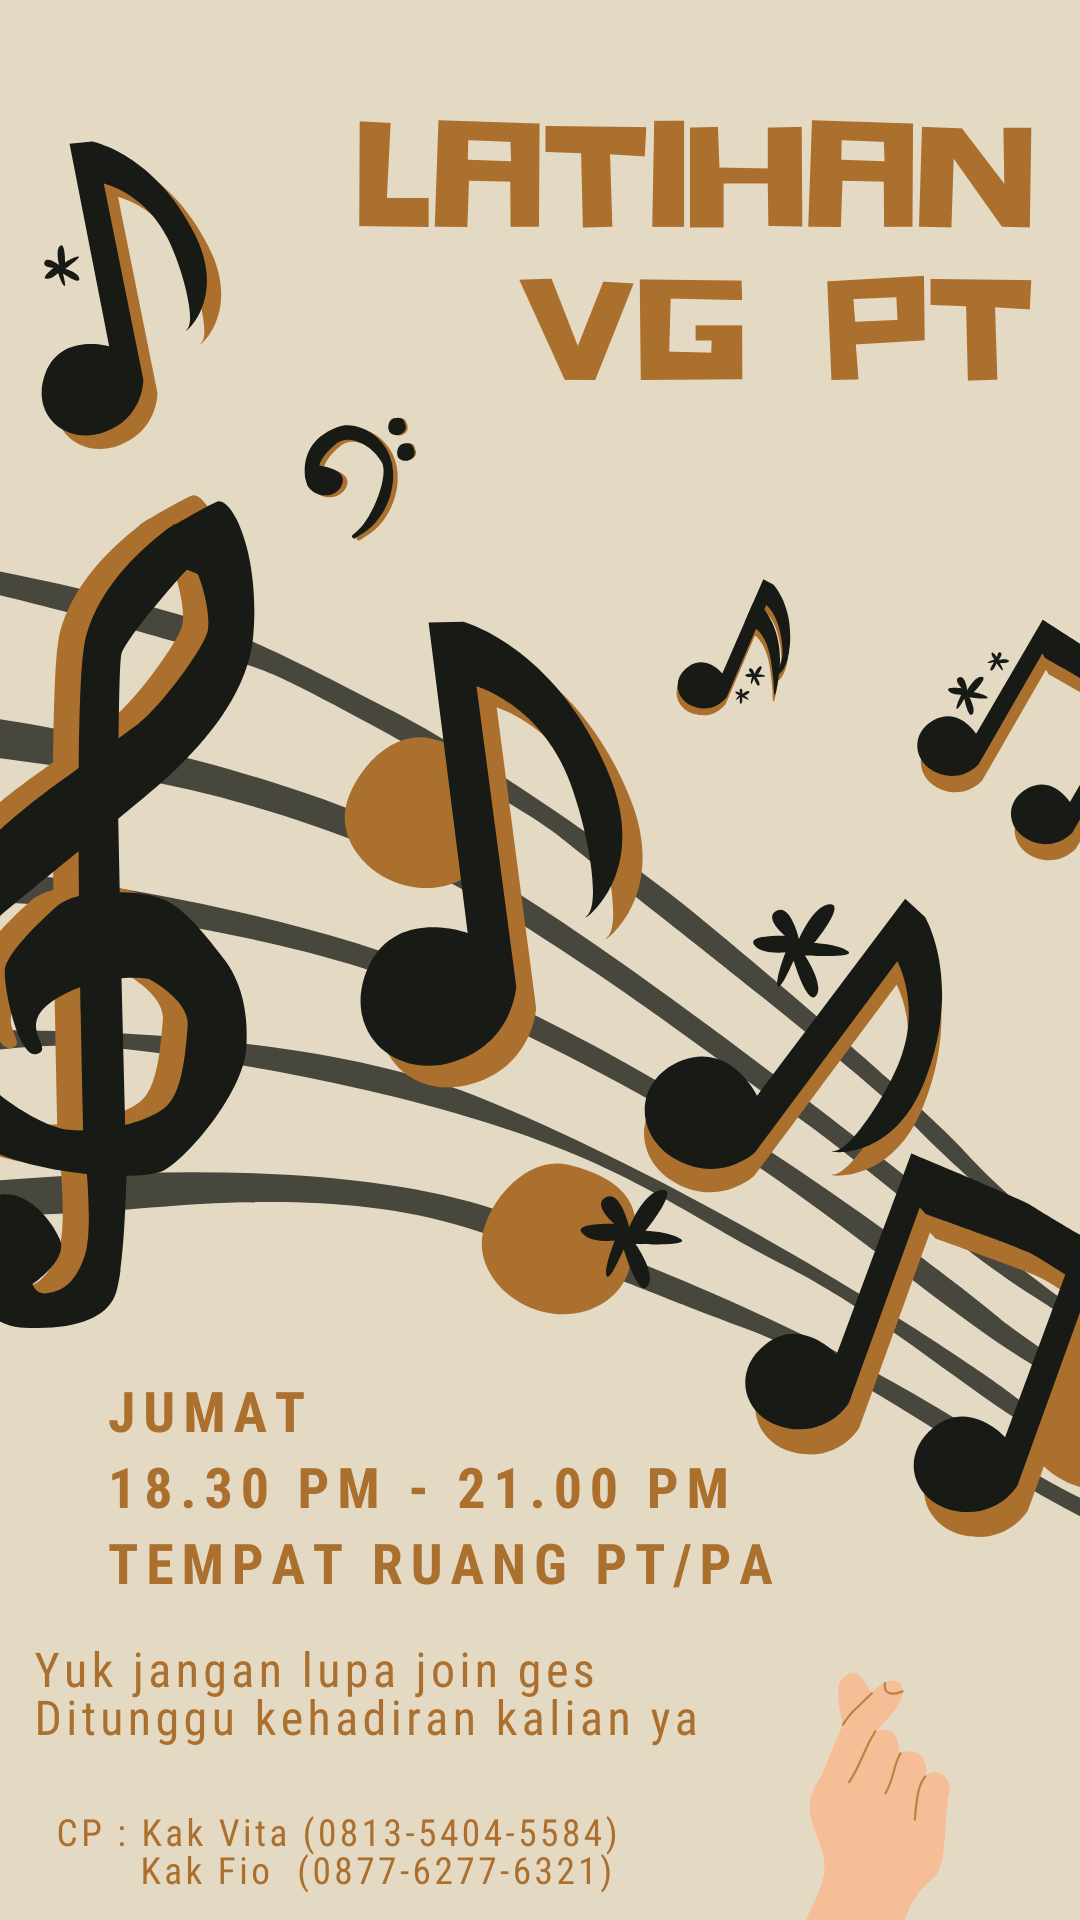 LATIHAN
VG PT
JUMAT
18.30 PM - 21.00 PM
TEMPAT RUANG PT/PA
Yuk jangan lupa join ges
Ditunggu kehadiran kalian ya
CP : Kak Vita (0813-5404-5584)
Kak Fio (0877-6277-6321)